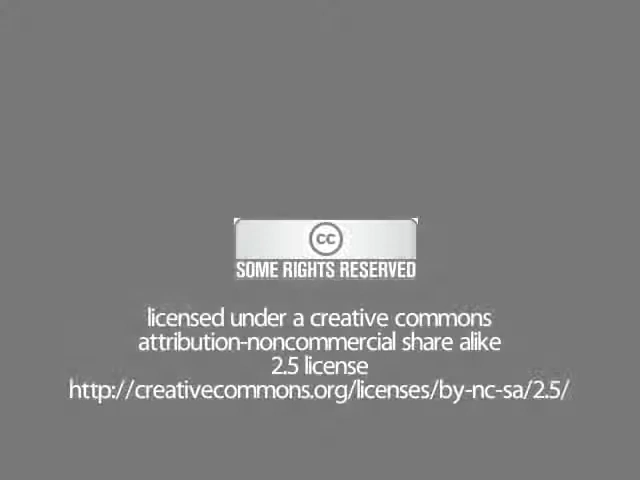 cc
SOME RIGHTS RESERVED
licensed under a creative commons
attribution-noncommercial share alike
2.5 license
http://creativecommons.org/licenses/by-nc-sa/2.5/